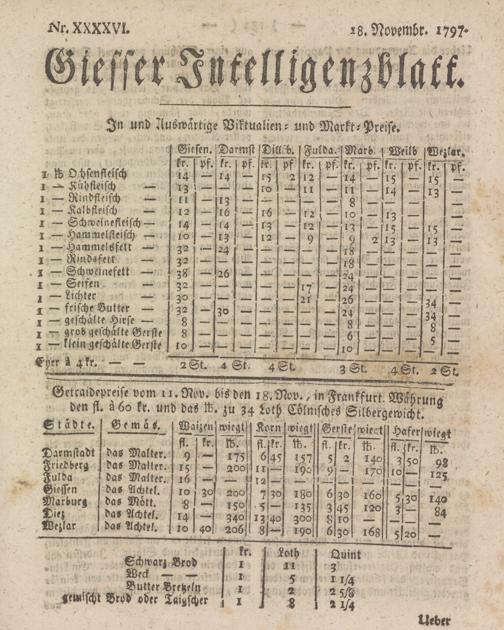 Nr. XXXXVI. 18. Novembr. 1797.
Giesser Intelligenzblatt.
In und Auswärtige Viktualien- und Markt-Preise.
Giesen. Darmst Dill b. Fulda. Marb. Weilb Wezlar.
kr. pf. kr. pf. kr. pf kr. pf. kr. pf. kr. pf. kr. pf.
1 ℔ Ochsenfleisch 14 — 14 — 15 2 12 — 14 — 15 — 15 —
1 — Kühfleisch — 13 — — — 10 — 11 — 11 — 14 — 13 —
1 — Rindfleisch — 11 — 13 — — — — — 8 — — — — —
1 — Kalbfleisch — 12 — 16 — 16 — 12 — 10 — 13 — — —
1 — Schweinefleisch — 14 — 14 — 13 — 12 — 13 — 15 — 15 —
1 — Hammelfleisch — 10 — 13 — 12 — 9 — 9 2 13 — 11 —
1 — Hammelsfett — 32 — 24
1 — Rindsfett — 32 —
1 — Schweinefett — 38 — 26
1 — Seifen — 32 — 17 24
1 — Lichter — 30 — 21 26 34
1 — frische Butter — 32 — 30 24 34
1 — geschälte Hirse — 8 8 8
1 — grob geschälte Gerste 8 6 5
1 — klein geschälte Gerste 10 10
Eyer à 4 kr. — — 2 St. 4 St. 4 St. 3 St. 4 St. 2 St.
Getraidepreise vom 11. Nov. bis den 18. Nov., in Frankfurt. Währung
den fl. à 60 kr. und das ℔. zu 34 Loth Cölnisches Silbergewicht.
Städte. Gemäs. Waizen wiegt Korn wiegt Gerste wiect Hafer wiegt
fl. kr. ℔. fl. kr. ℔. fl. kr. ℔. fl. kr. ℔.
Darmstadt das Malter. 9 — 175 6 45 157 5 2 140 3 50 98
Friedberg das Malter. 15 — 200 11 — 190 9 — 170 10 — 125
Fulda das Malter. 16 — — 12 —
Giessen das Achtel. 10 30 200 7 30 180 6 30 160 5 30 140
Marburg das Mött. 8 — 150 5 — 135 3 45 120 3 — 84
Diez das Achtel. 14 — 340 13 40 300 8 10 —
Wezlar das Achtel. 10 40 206 8 — 190 6 30 168 5 20 —
kr. Loth Quint
Schwarz Brod 1 11 3
Weck — — 1 5 1 1/4
Butter Bretzeln 1 2 2 5/8
gemischt Brod oder Taigscher 1 8 2 1/4
Ueber